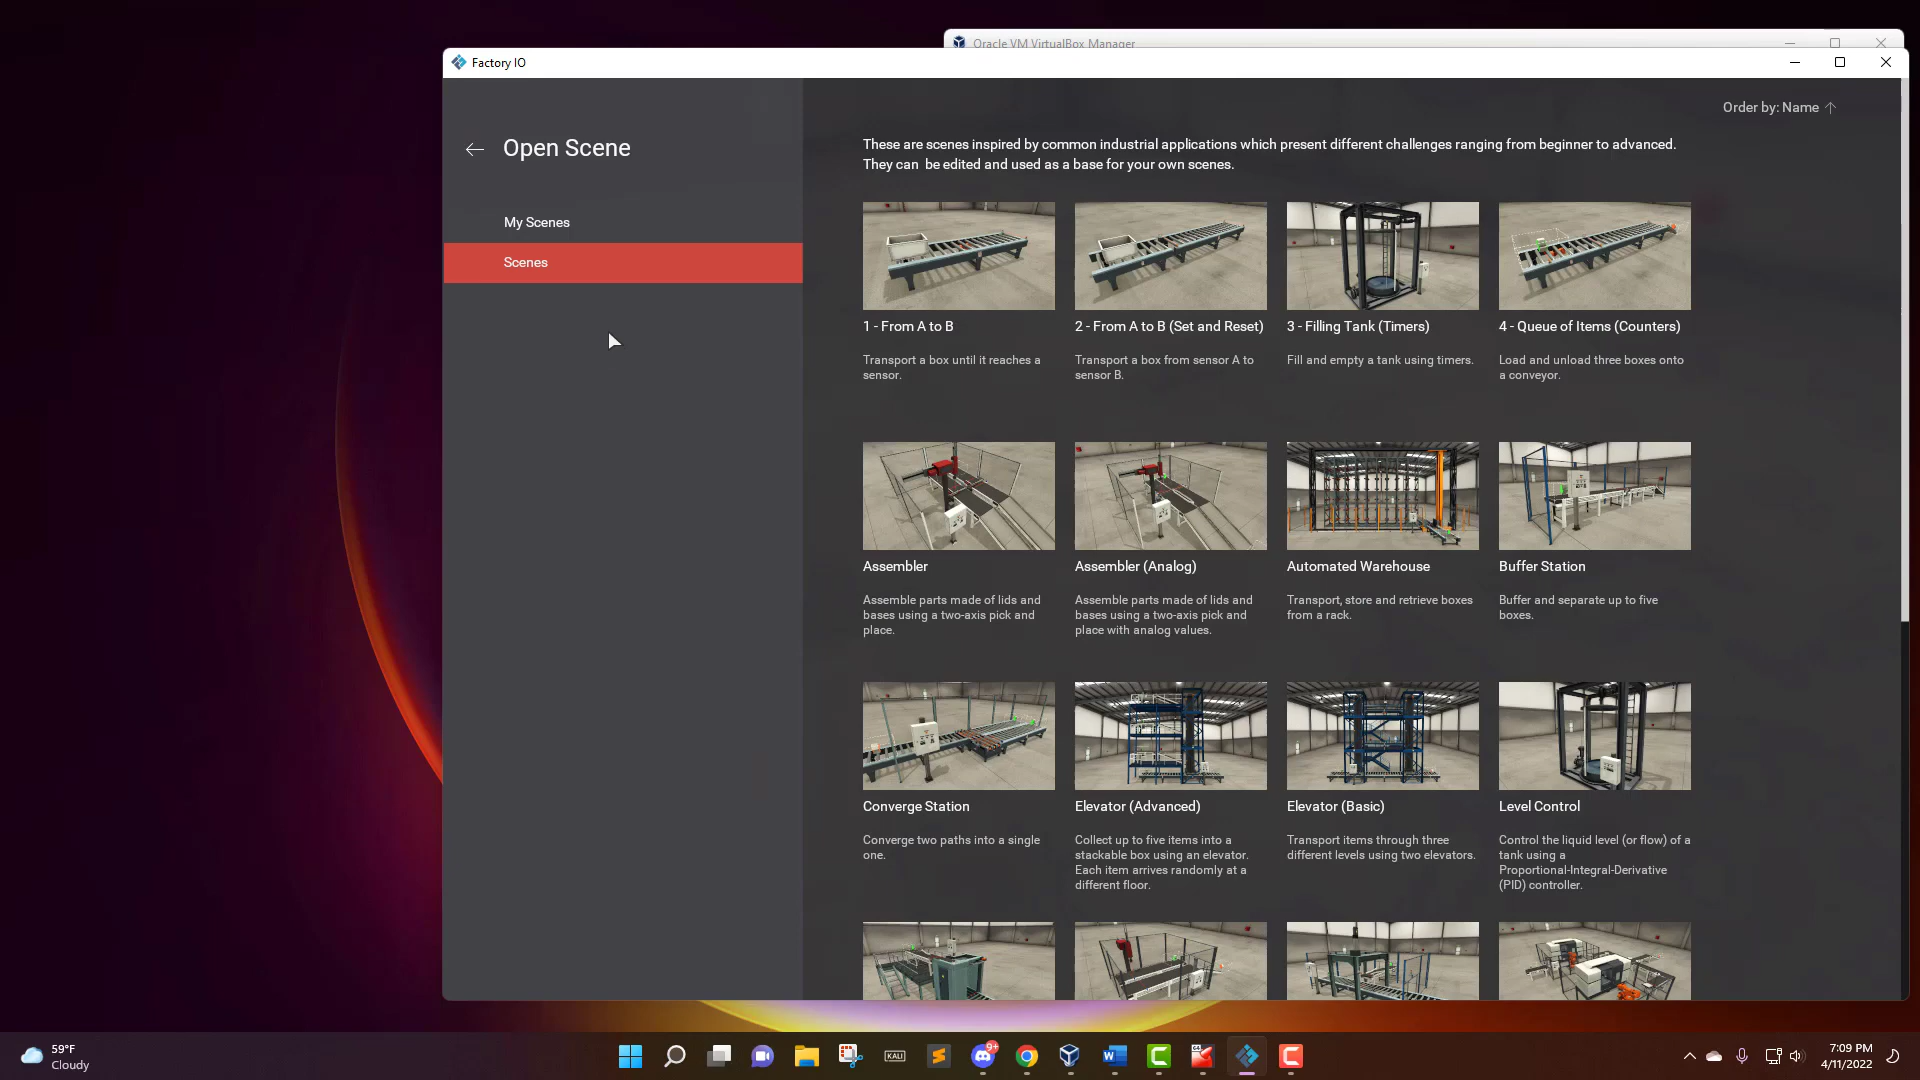 Oracle VM VirtualBox Manager
Factory IO
Order by: Name
Open Scene
These are scenes inspired by common industrial applications which present different challenges ranging from beginner to advanced.
They can be edited and used as a base for your own scenes.
My Scenes
Scenes
1 - From A to B
Transport a box until it reaches a
sensor.
2 - From A to B (Set and Reset)
Transport a box from sensor A to
sensor B.
3 - Filling Tank (Timers)
Fill and empty a tank using timers.
4 - Queue of Items (Counters)
Load and unload three boxes onto
a conveyor.
Assembler
Assemble parts made of lids and
bases using a two-axis pick and
place.
Assembler (Analog)
Assemble parts made of lids and
bases using a two-axis pick and
place with analog values.
Automated Warehouse
Transport, store and retrieve boxes
from a rack.
Buffer Station
Buffer and separate up to five
boxes.
Converge Station
Converge two paths into a single
one.
Elevator (Advanced)
Collect up to five items into a
stackable box using an elevator.
Each item arrives randomly at a
different floor.
Elevator (Basic)
Transport items through three
different levels using two elevators.
Level Control
Control the liquid level (or flow) of a
tank using a
Proportional-Integral-Derivative
(PID) controller.
59°F
Cloudy
KALI
9+
W
64
7:09 PM
4/11/2022